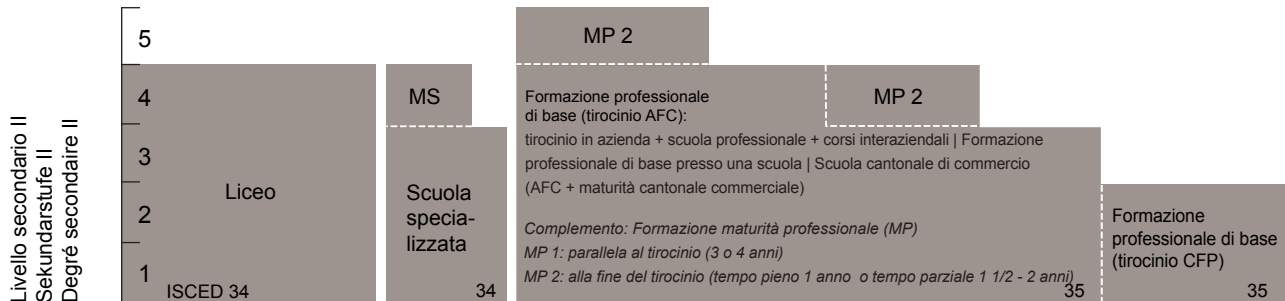 Livello secondario II
Sekundarstufe II
Degré secondaire II
5
4
3
2
1
Liceo
ISCED 34
MS
Scuola
specia-
lizzata
34
MP 2
MP 2
Formazione professionale
di base (tirocinio AFC):
tirocinio in azienda + scuola professionale + corsi interaziendali | Formazione
professionale di base presso una scuola | Scuola cantonale di commercio
(AFC + maturità cantonale commerciale)
Complemento: Formazione maturità professionale (MP)
MP 1: parallela al tirocinio (3 o 4 anni)
MP 2: alla fine del tirocinio (tempo pieno 1 anno o tempo parziale 1 1/2 - 2 anni)
35
Formazione
professionale di base
(tirocinio CFP)
35